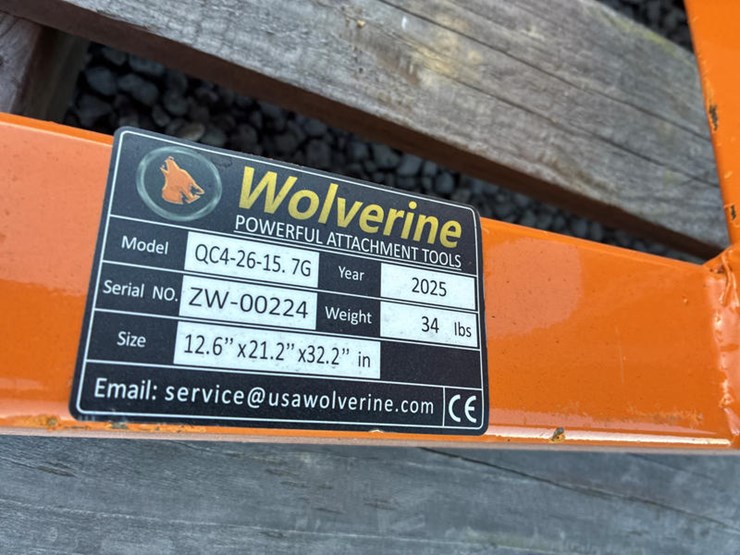 Wolverine
POWERFUL ATTACHMENT TOOLS
Model QC4-26-15. 7G Year 2025
Serial NO. ZW-00224 Weight 34 lbs
Size 12.6” x21.2” x32.2” in
Email: service@usawolverine.com CE